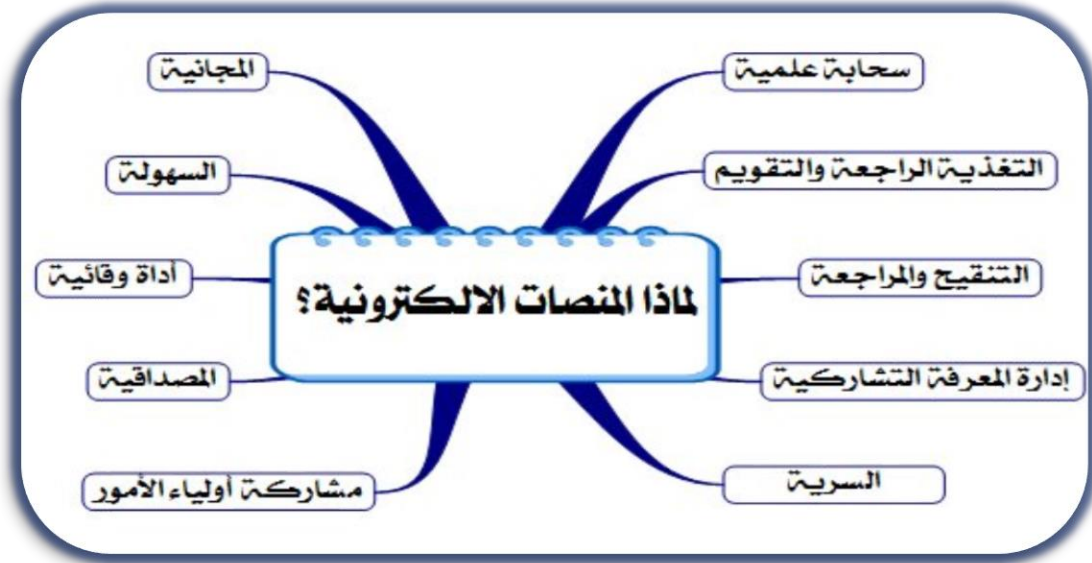 لماذا المنصات الالكترونية؟
سحابة علمية
التغذية الراجعة والتقويم
التنقيح والمراجعة
إدارة المعرفة التشاركية
السرية
المجانية
السهولة
أداة وقائية
المصداقية
مشاركة أولياء الأمور